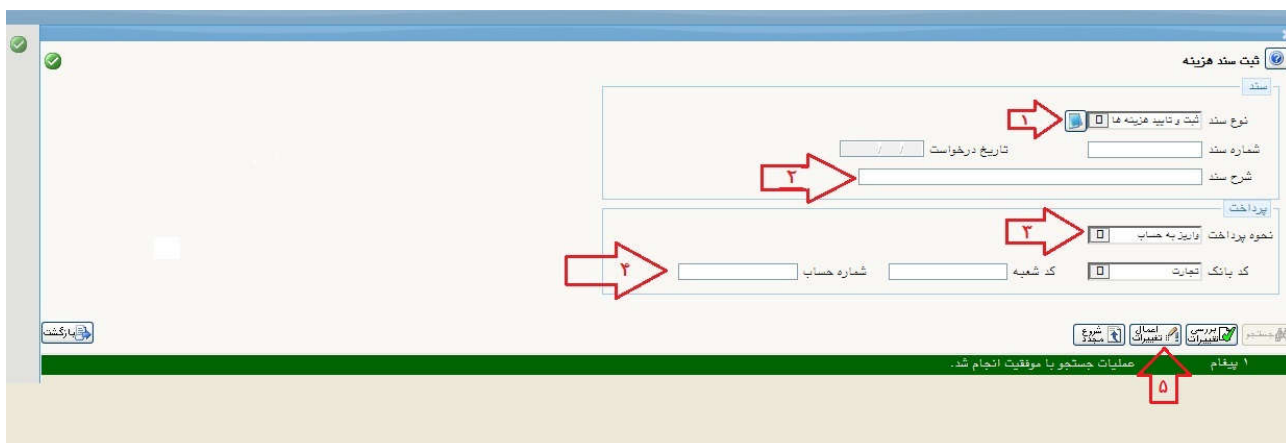 ثبت سند هزینه
سند
نوع سند ثبت و تایید هزینه ها ۱
شماره سند تاریخ درخواست / /
شرح سند ۲
پرداخت
نحوه پرداخت واریز به حساب ۳
کد بانک تجارت کد شعبه شماره حساب ۴
جستجو بررسی تغییرات اعمال تغییرات شروع مجدد بازگشت
۱ پیغام عملیات جستجو با موفقیت انجام شد.
۵